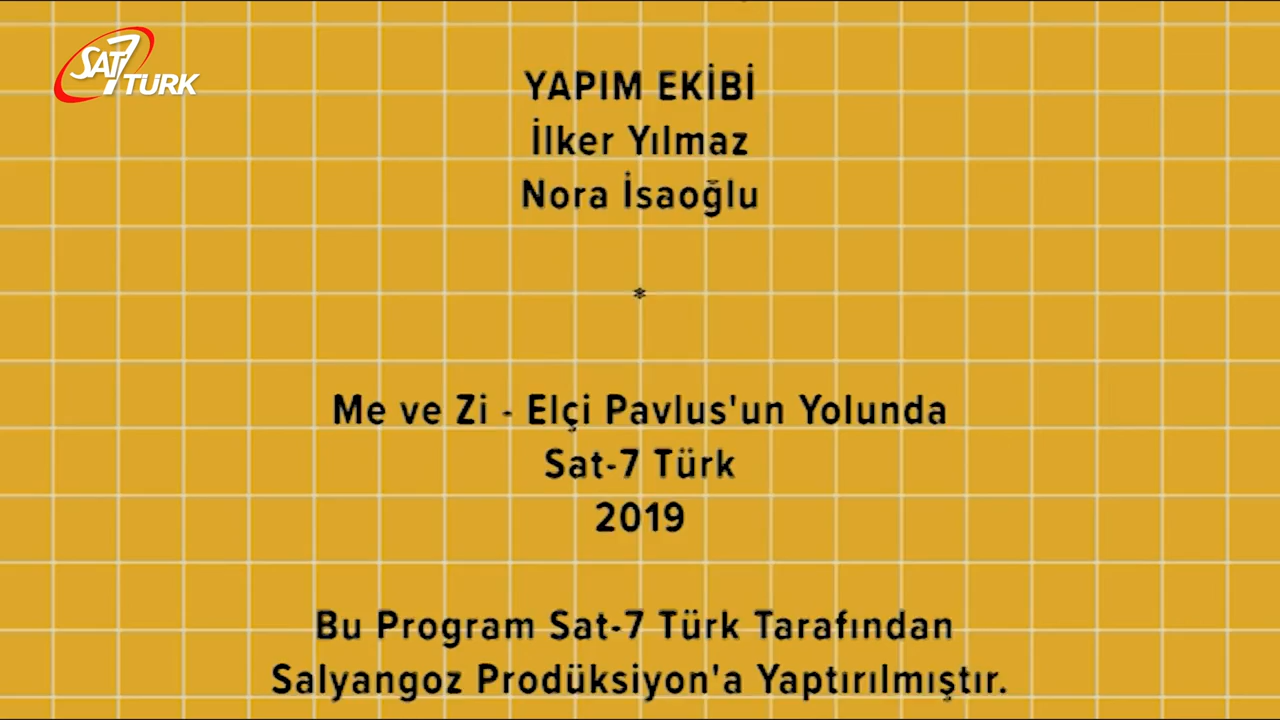 SAT7
TÜRK
YAPIM EKİBİ
İlker Yılmaz
Nora İsaoğlu
*
Me ve Zi - Elçi Pavlus'un Yolunda
Sat-7 Türk
2019
Bu Program Sat-7 Türk Tarafından
Salyangoz Prodüksiyon'a Yaptırılmıştır.